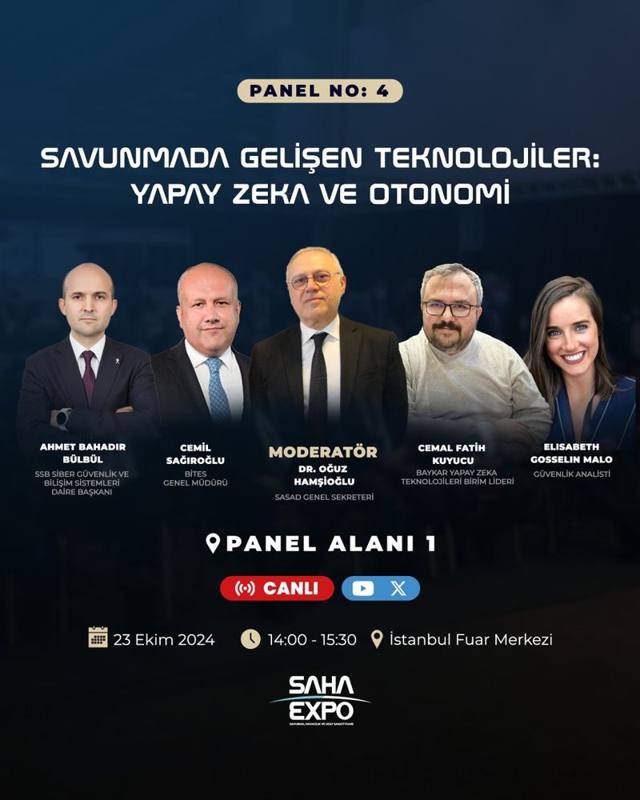 PANEL NO: 4
SAVUNMADA GELİŞEN TEKNOLOJİLER:
YAPAY ZEKA VE OTONOMİ
AHMET BAHADIR
BÜLBÜL
SSB SİBER GÜVENLİK VE
BİLİŞİM SİSTEMLERİ
DAİRE BAŞKANI
CEMİL
SAĞIROĞLU
BİTES
GENEL MÜDÜRÜ
MODERATÖR
DR. OĞUZ
HAMŞİOĞLU
SASAD GENEL SEKRETERİ
CEMAL FATİH
KUYUCU
BAYKAR YAPAY ZEKA
TEKNOLOJİLERİ BİRİM LİDERİ
ELISABETH
GOSSELIN MALO
GÜVENLİK ANALİSTİ
PANEL ALANI 1
CANLI
X
23 Ekim 2024
14:00 - 15:30
İstanbul Fuar Merkezi
SAHA
EXPO